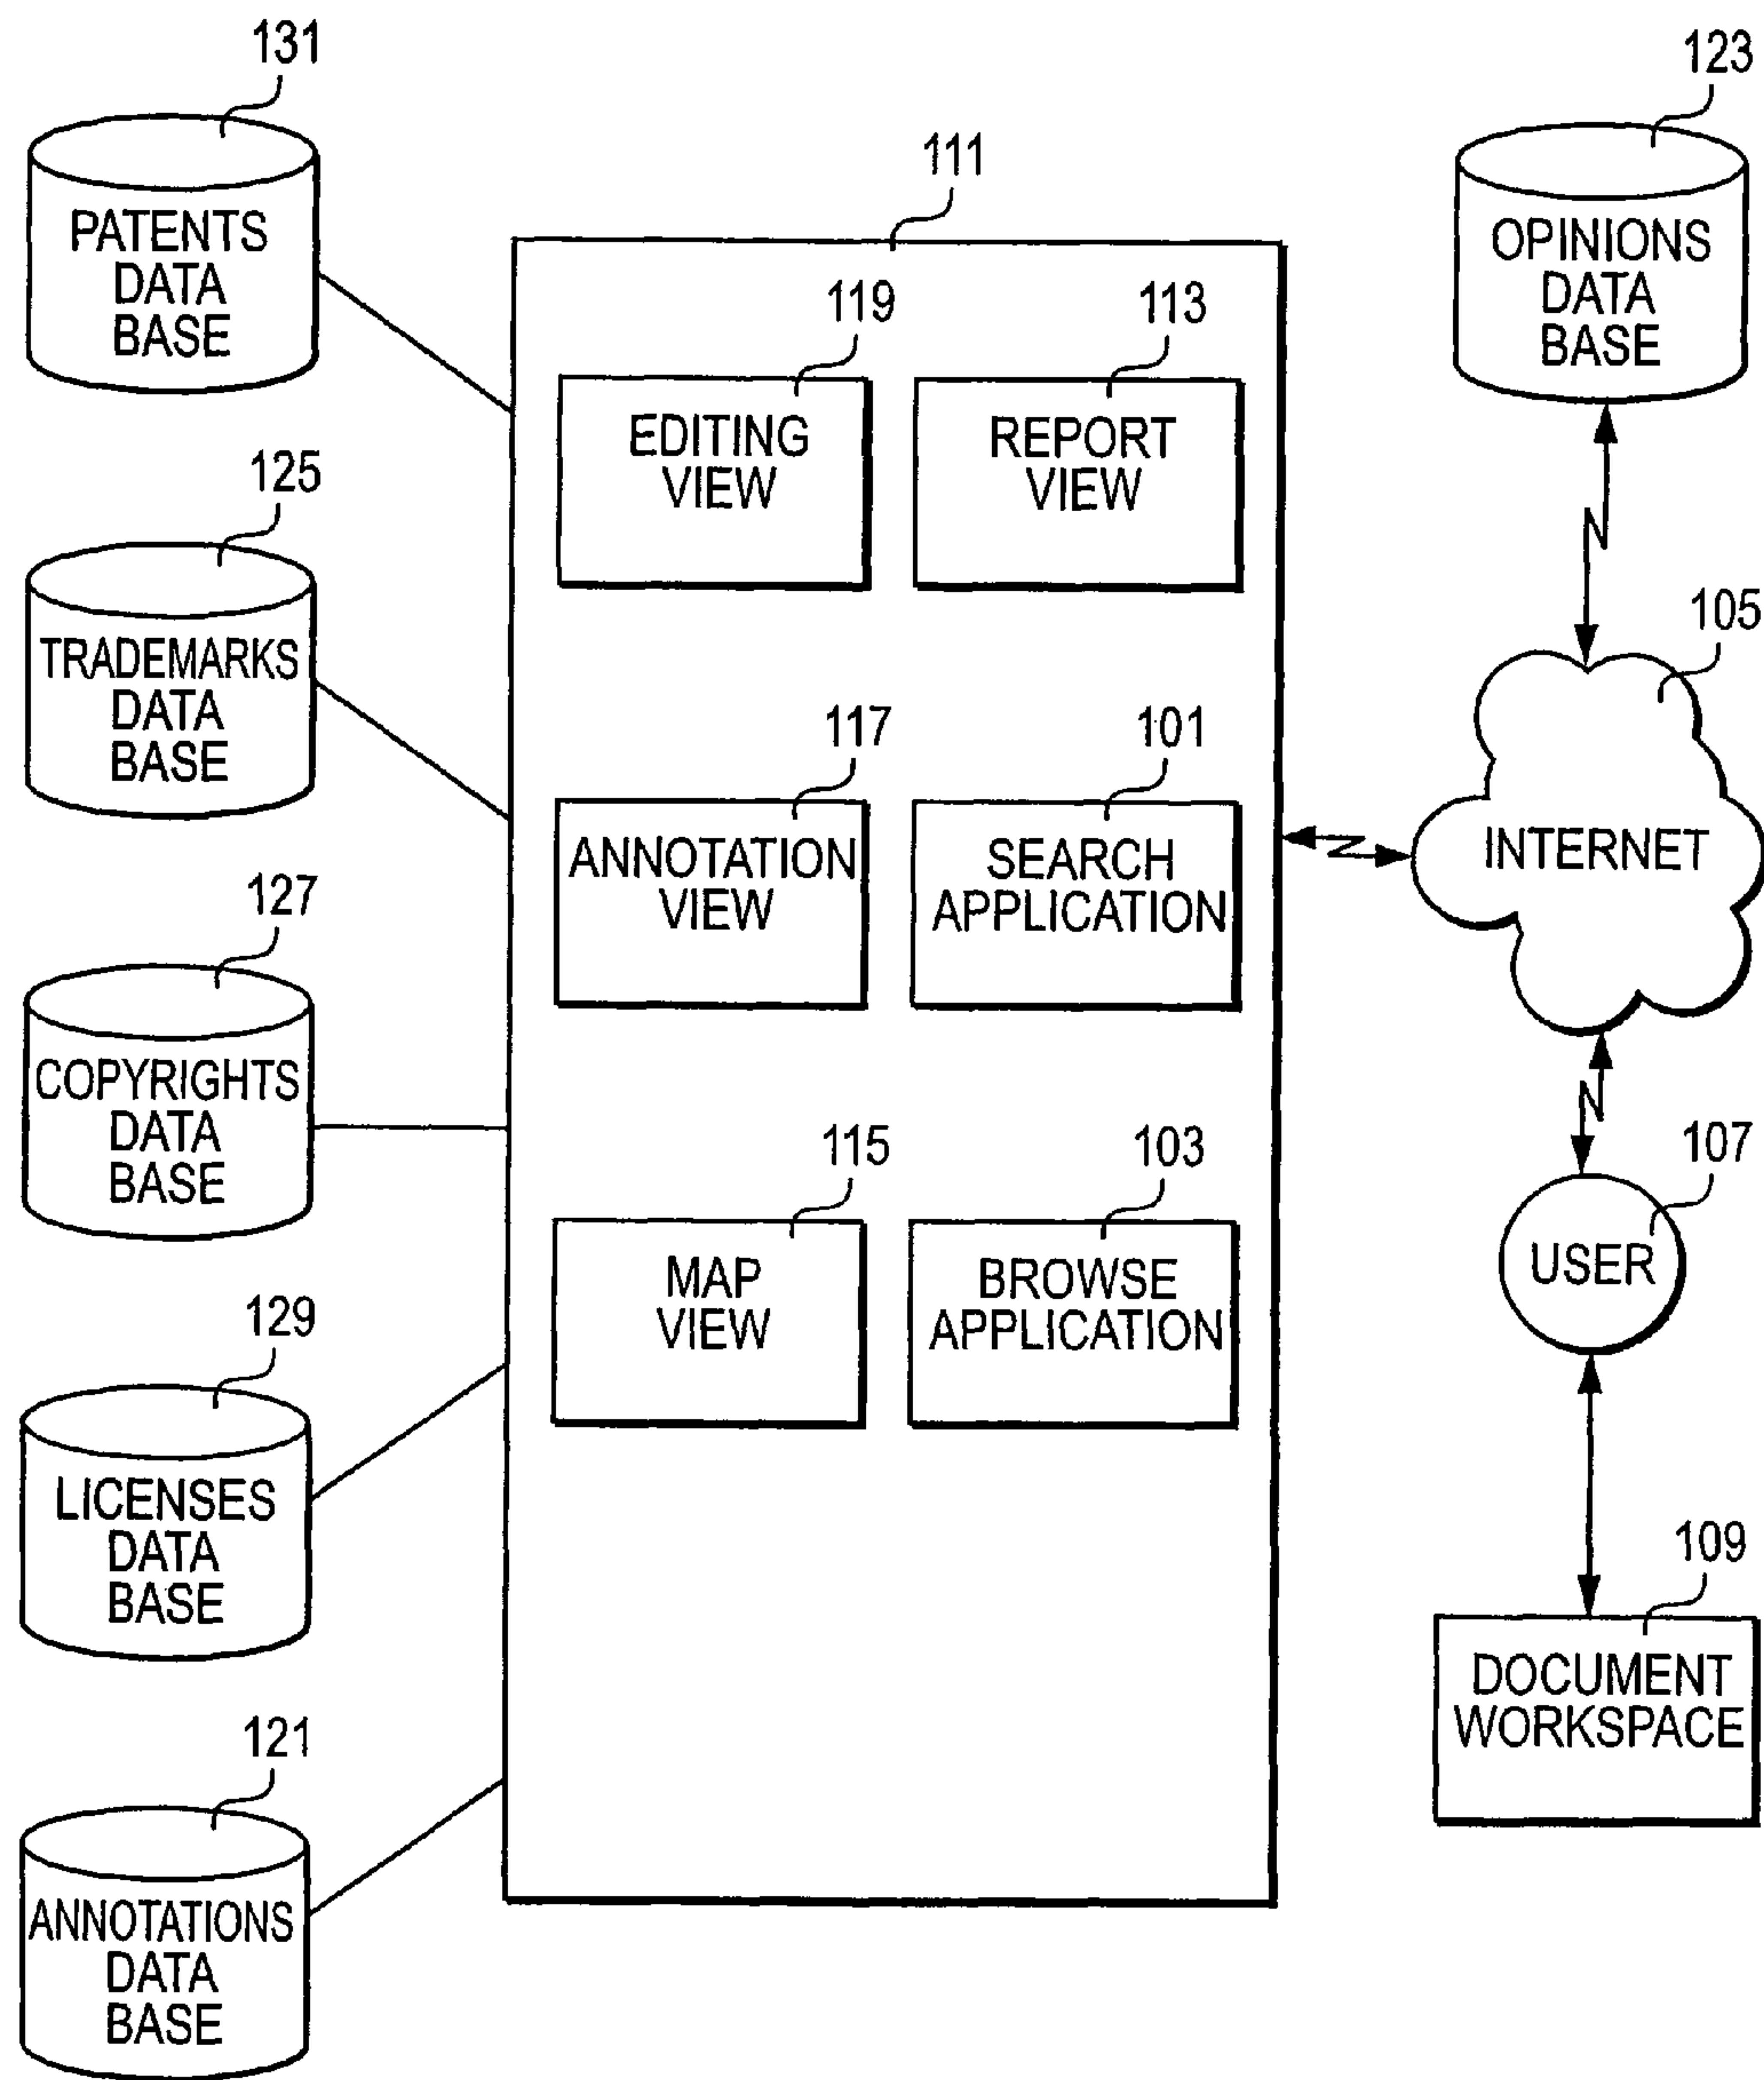 131
PATENTS
DATA
BASE
125
TRADEMARKS
DATA
BASE
127
COPYRIGHTS
DATA
BASE
129
LICENSES
DATA
BASE
121
ANNOTATIONS
DATA
BASE
111
119
EDITING
VIEW
113
REPORT
VIEW
117
ANNOTATION
VIEW
101
SEARCH
APPLICATION
115
MAP
VIEW
103
BROWSE
APPLICATION
123
OPINIONS
DATA
BASE
105
INTERNET
107
USER
109
DOCUMENT
WORKSPACE